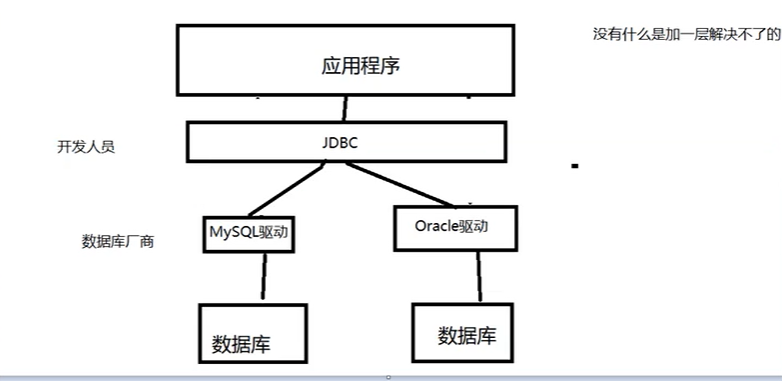 没有什么是加一层解决不了的
应用程序
开发人员
JDBC
数据库厂商
MySQL驱动
Oracle驱动
数据库
数据库